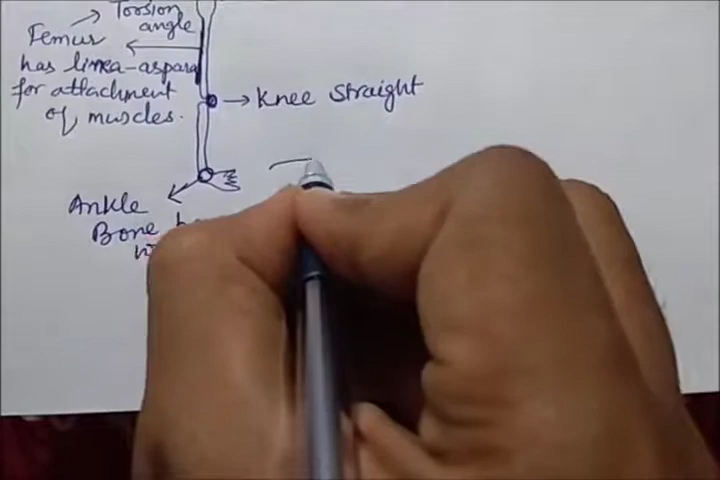 Torsion
angle
Femur
has linea-aspara
for attachment
of muscles.
Knee straight
Ankle
Bone